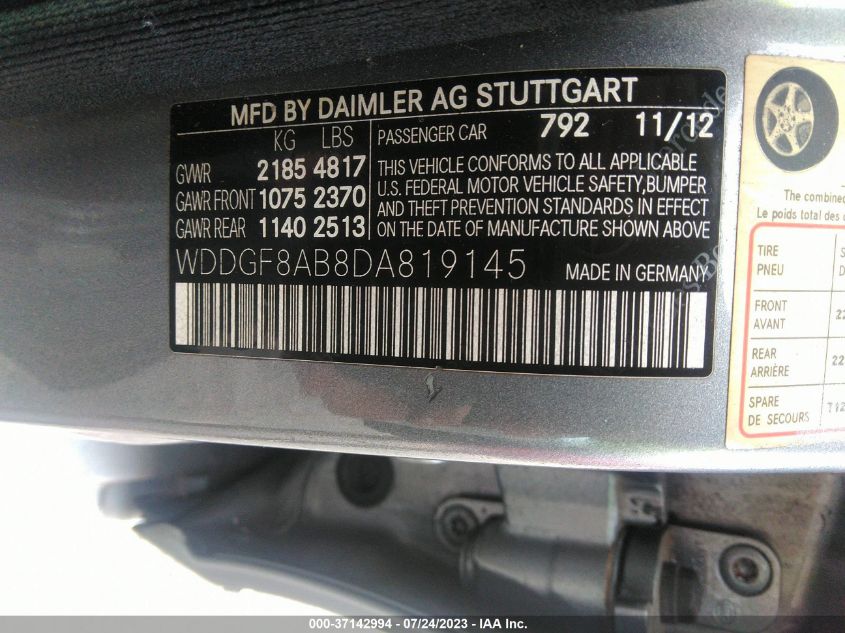 MFD BY DAIMLER AG STUTTGART
KG LBS
GVWR 2185 4817
GAWR FRONT 1075 2370
GAWR REAR 1140 2513
PASSENGER CAR 792 11/12
THIS VEHICLE CONFORMS TO ALL APPLICABLE
U.S. FEDERAL MOTOR VEHICLE SAFETY,BUMPER
AND THEFT PREVENTION STANDARDS IN EFFECT
ON THE DATE OF MANUFACTURE SHOWN ABOVE
WDDGF8AB8DA819145 MADE IN GERMANY
The combined
Le poids total des
TIRE
PNEU
FRONT
AVANT
REAR
ARRIÈRE
SPARE
DE SECOURS
000-37142994 - 07/24/2023 - IAA Inc.